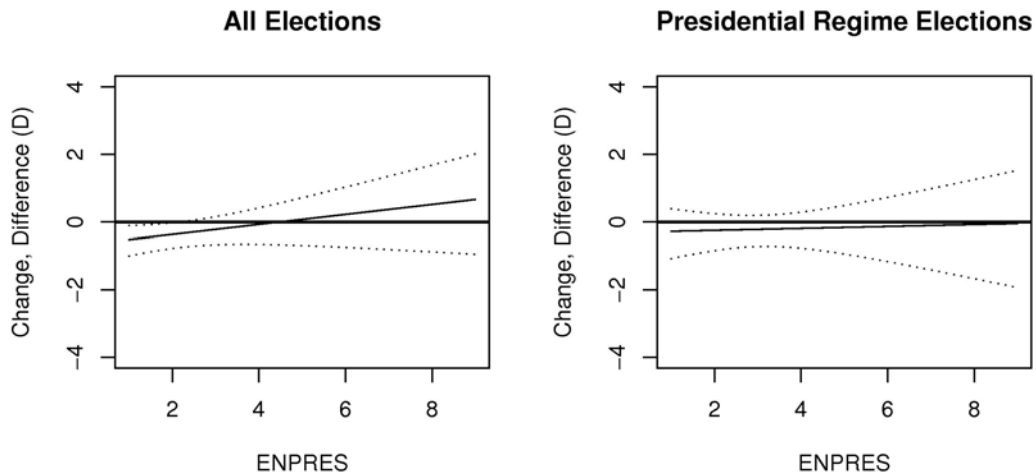 All Elections
Change, Difference (D)
4
2
0
−2
−4
2 4 6 8
ENPRES
Presidential Regime Elections
Change, Difference (D)
4
2
0
−2
−4
2 4 6 8
ENPRES